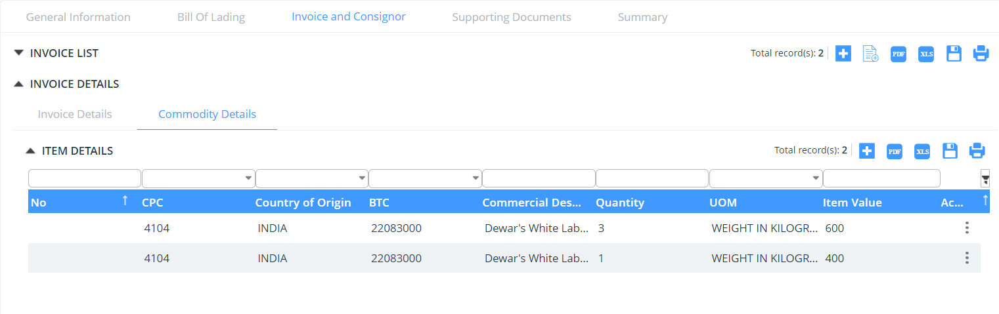 General Information Bill Of Lading Invoice and Consignor Supporting Documents Summary
INVOICE LIST Total record(s): 2 PDF XLS
INVOICE DETAILS
Invoice Details Commodity Details
ITEM DETAILS Total record(s): 2 PDF XLS
No CPC Country of Origin BTC Commercial Des... Quantity UOM Item Value Ac...
4104 INDIA 22083000 Dewar's White Lab... 3 WEIGHT IN KILOGR... 600
4104 INDIA 22083000 Dewar's White Lab... 1 WEIGHT IN KILOGR... 400